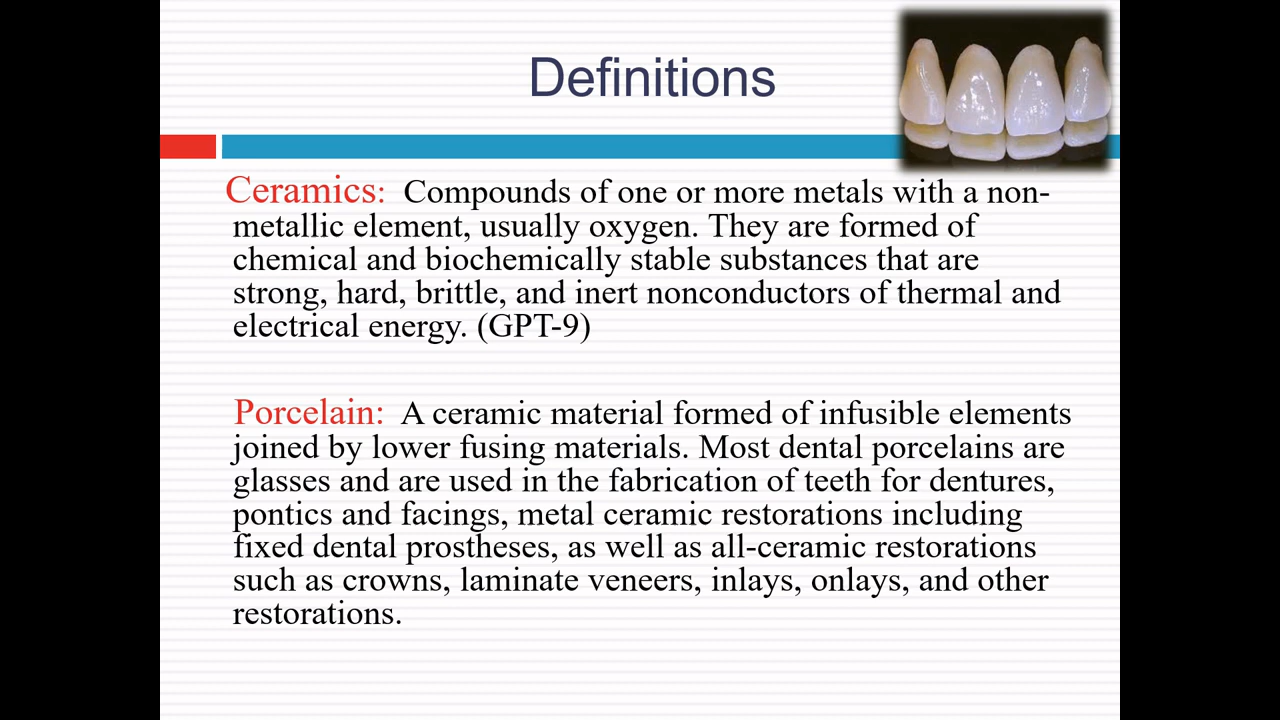 Definitions
Ceramics: Compounds of one or more metals with a non-
metallic element, usually oxygen. They are formed of
chemical and biochemically stable substances that are
strong, hard, brittle, and inert nonconductors of thermal and
electrical energy. (GPT-9)
Porcelain: A ceramic material formed of infusible elements
joined by lower fusing materials. Most dental porcelains are
glasses and are used in the fabrication of teeth for dentures,
pontics and facings, metal ceramic restorations including
fixed dental prostheses, as well as all-ceramic restorations
such as crowns, laminate veneers, inlays, onlays, and other
restorations.